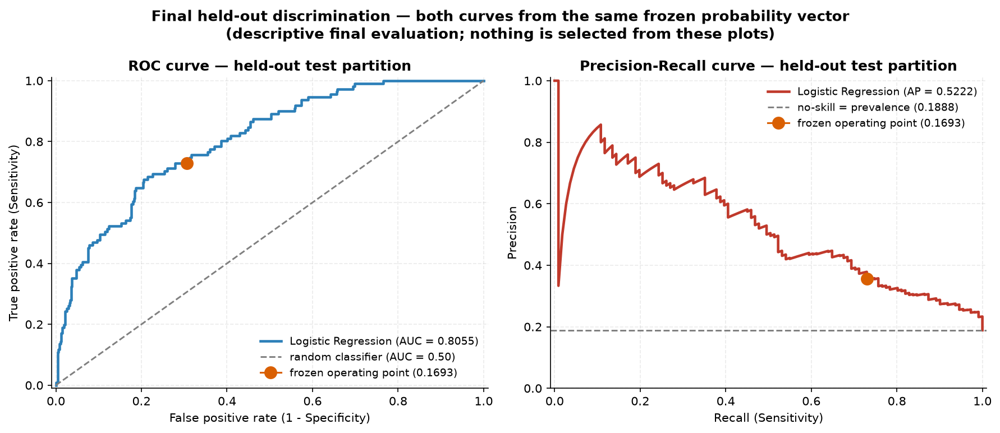 Final held-out discrimination — both curves from the same frozen probability vector
(descriptive final evaluation; nothing is selected from these plots)
ROC curve — held-out test partition
True positive rate (Sensitivity)
1.0
0.8
0.6
0.4
0.2
0.0
Logistic Regression (AUC = 0.8055)
random classifier (AUC = 0.50)
frozen operating point (0.1693)
0.0 0.2 0.4 0.6 0.8 1.0
False positive rate (1 - Specificity)
Precision-Recall curve — held-out test partition
Precision
1.0
0.8
0.6
0.4
0.2
0.0
Logistic Regression (AP = 0.5222)
no-skill = prevalence (0.1888)
frozen operating point (0.1693)
0.0 0.2 0.4 0.6 0.8 1.0
Recall (Sensitivity)